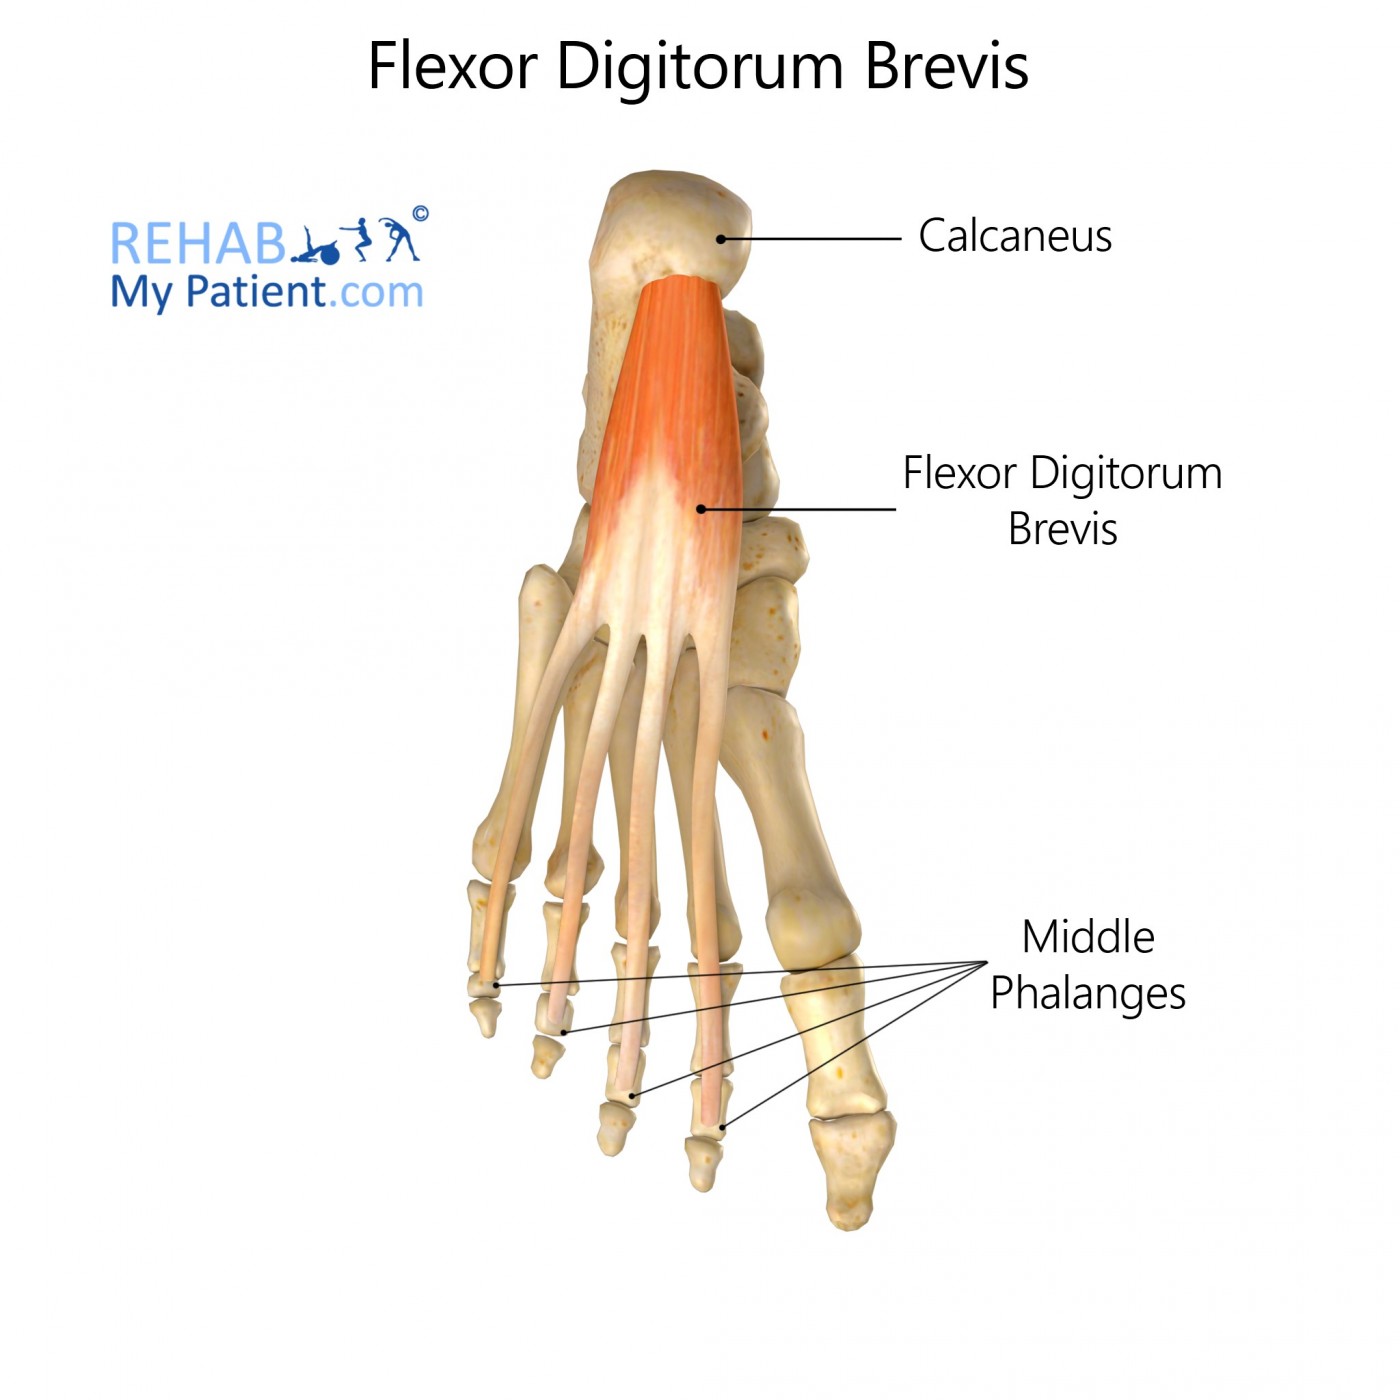 Flexor Digitorum Brevis
REHAB ©
My Patient.com
Calcaneus
Flexor Digitorum
Brevis
Middle
Phalanges